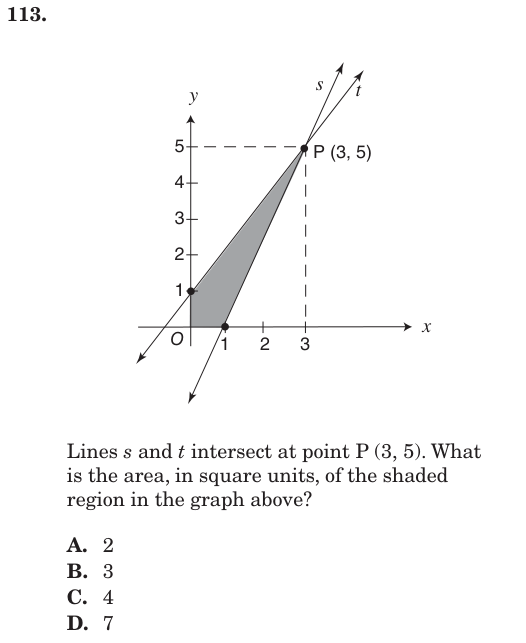 113.
s
t
y
5
P (3, 5)
4
3
2
1
x
O
1
2
3
Lines s and t intersect at point P (3, 5). What
is the area, in square units, of the shaded
region in the graph above?
A. 2
B. 3
C. 4
D. 7